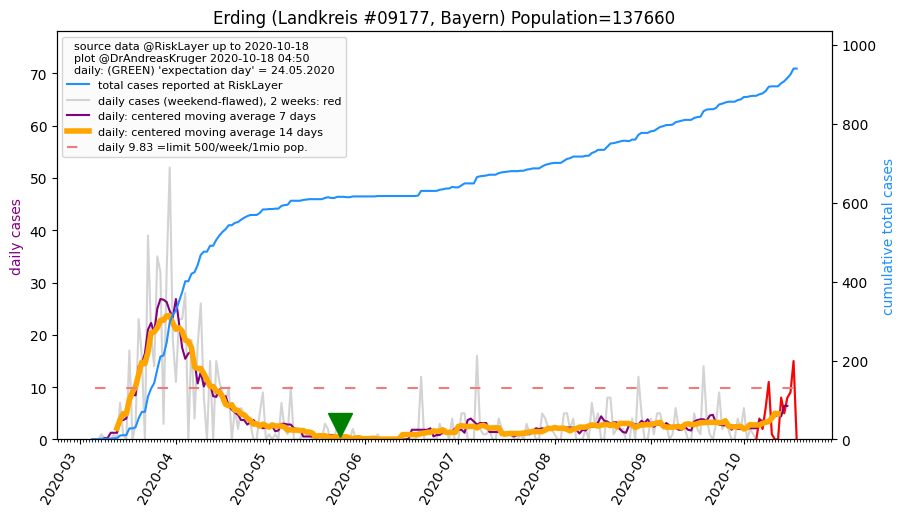 Erding (Landkreis #09177, Bayern) Population=137660
source data @RiskLayer up to 2020-10-18
plot @DrAndreasKruger 2020-10-18 04:50
daily: (GREEN) 'expectation day' = 24.05.2020
total cases reported at RiskLayer
daily cases (weekend-flawed), 2 weeks: red
daily: centered moving average 7 days
daily: centered moving average 14 days
daily 9.83 =limit 500/week/1mio pop.
daily cases
70
60
50
40
30
20
10
0
1000
800
600
400
200
0
cumulative total cases
2020-03
2020-04
2020-05
2020-06
2020-07
2020-08
2020-09
2020-10